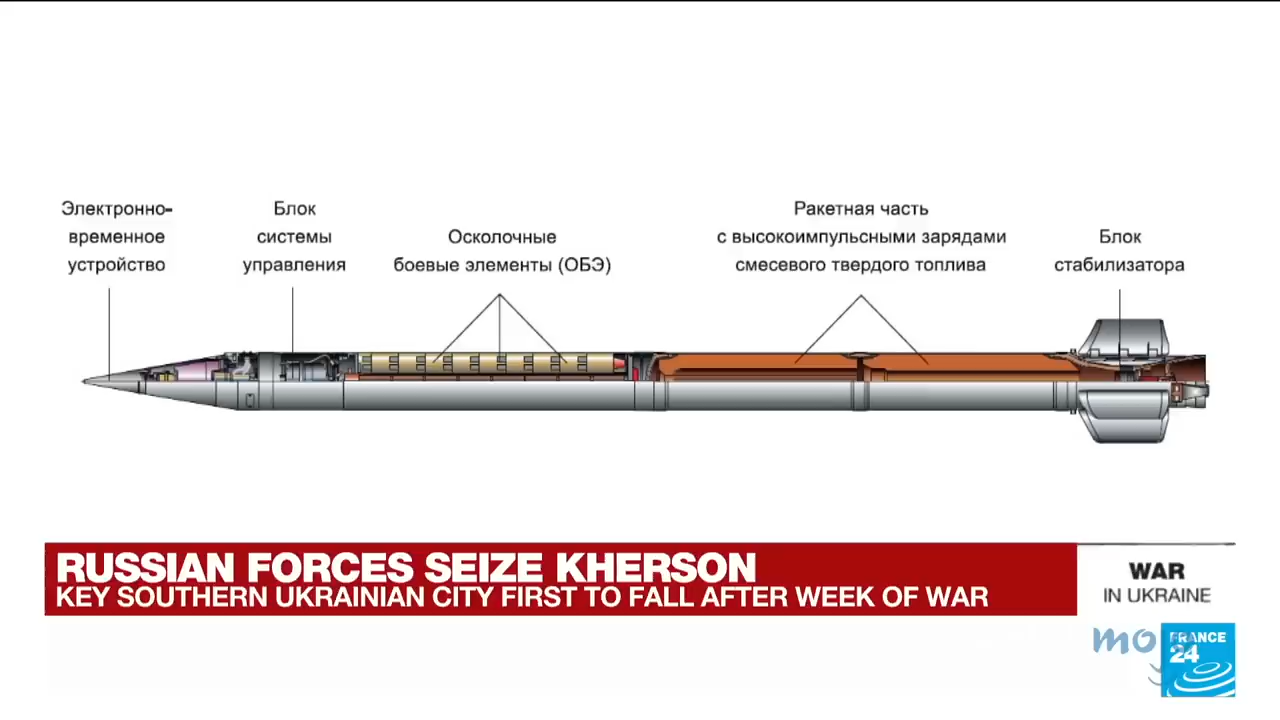 Электронно-
временное
устройство
Блок
системы
управления
Осколочные
боевые элементы (ОБЭ)
Ракетная часть
с высокоимпульсными зарядами
смесевого твердого топлива
Блок
стабилизатора
RUSSIAN FORCES SEIZE KHERSON
KEY SOUTHERN UKRAINIAN CITY FIRST TO FALL AFTER WEEK OF WAR
WAR
IN UKRAINE
FRANCE
24